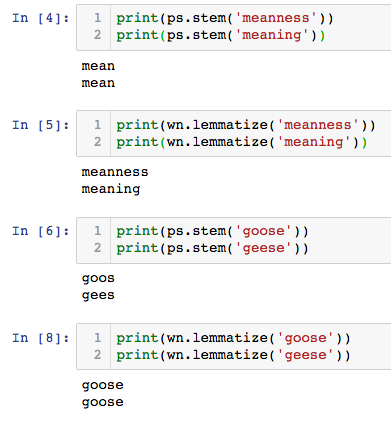 In [4]: 1 print(ps.stem('meanness'))
2 print(ps.stem('meaning'))
mean
mean
In [5]: 1 print(wn.lemmatize('meanness'))
2 print(wn.lemmatize('meaning'))
meanness
meaning
In [6]: 1 print(ps.stem('goose'))
2 print(ps.stem('geese'))
goos
gees
In [8]: 1 print(wn.lemmatize('goose'))
2 print(wn.lemmatize('geese'))
goose
goose